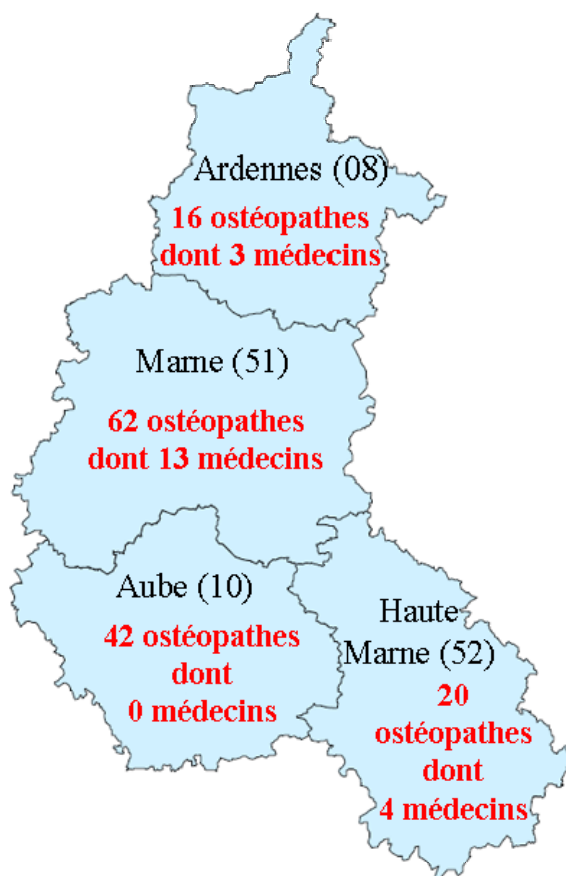 Ardennes (08)
16 ostéopathes
dont 3 médecins
Marne (51)
62 ostéopathes
dont 13 médecins
Aube (10)
42 ostéopathes
dont
0 médecins
Haute
Marne (52)
20
ostéopathes
dont
4 médecins